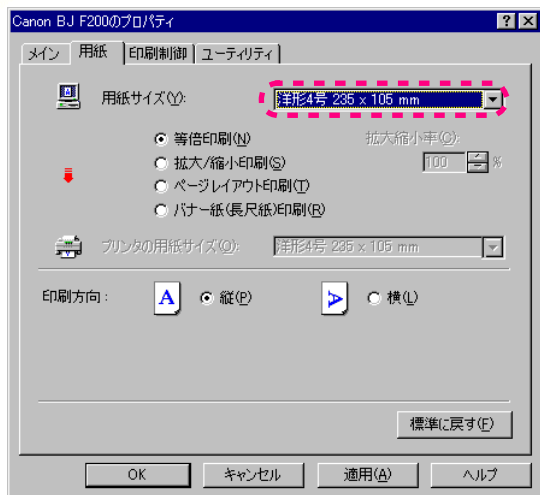 Canon BJ F200のプロパティ
メイン 用紙 印刷制御 ユーティリティ
用紙サイズ(Y): 洋形4号 235 x 105 mm
等倍印刷(N) 拡大縮小率(C):
拡大/縮小印刷(S) 100 %
ページレイアウト印刷(T)
バナー紙(長尺紙)印刷(R)
プリンタの用紙サイズ(O): 洋形4号 235 x 105 mm
印刷方向: A 縦(P) A 横(L)
標準に戻す(F)
OK キャンセル 適用(A) ヘルプ